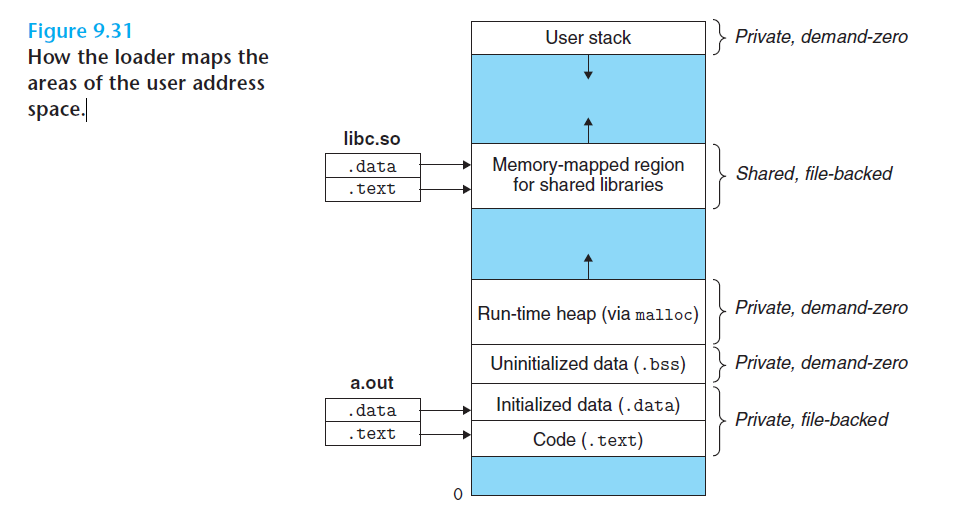 Figure 9.31
How the loader maps the
areas of the user address
space.
User stack
Private, demand-zero
libc.so
.data
.text
Memory-mapped region
for shared libraries
Shared, file-backed
Run-time heap (via malloc)
Private, demand-zero
Uninitialized data (.bss)
Private, demand-zero
a.out
.data
.text
Initialized data (.data)
Code (.text)
Private, file-backed
0